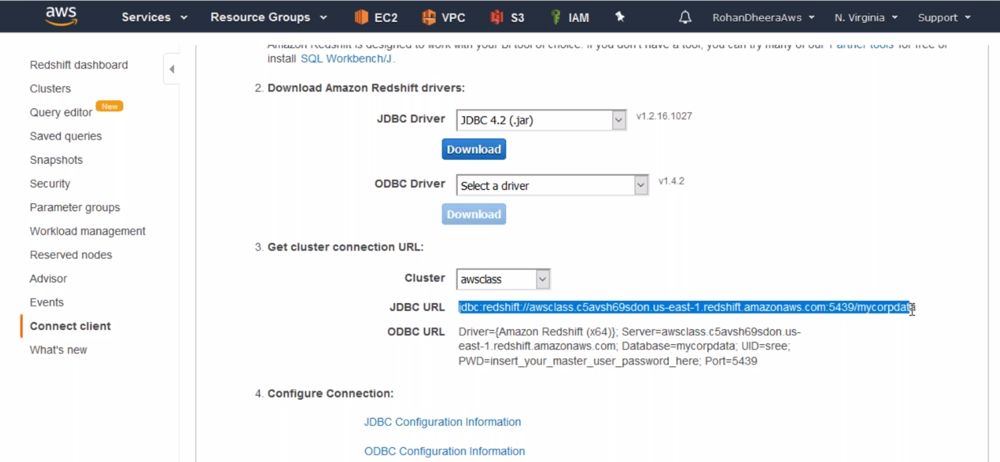 aws Services Resource Groups EC2 VPC S3 IAM RohanDheeraAws N. Virginia Support
Redshift dashboard
Clusters
Query editor New
Saved queries
Snapshots
Security
Parameter groups
Workload management
Reserved nodes
Advisor
Events
Connect client
What's new
Amazon Redshift is designed to work with your BI tool of choice. If you don't have a tool, you can try many of our Partner tools for free or
install SQL Workbench/J.
2. Download Amazon Redshift drivers:
JDBC Driver JDBC 4.2 (.jar) v1.2.16.1027
Download
ODBC Driver Select a driver v1.4.2
Download
3. Get cluster connection URL:
Cluster awsclass
JDBC URL jdbc:redshift://awsclass.c5avsh69sdon.us-east-1.redshift.amazonaws.com:5439/mycorpdata
ODBC URL Driver={Amazon Redshift (x64)}; Server=awsclass.c5avsh69sdon.us-
east-1.redshift.amazonaws.com; Database=mycorpdata; UID=sree;
PWD=insert_your_master_user_password_here; Port=5439
4. Configure Connection:
JDBC Configuration Information
ODBC Configuration Information